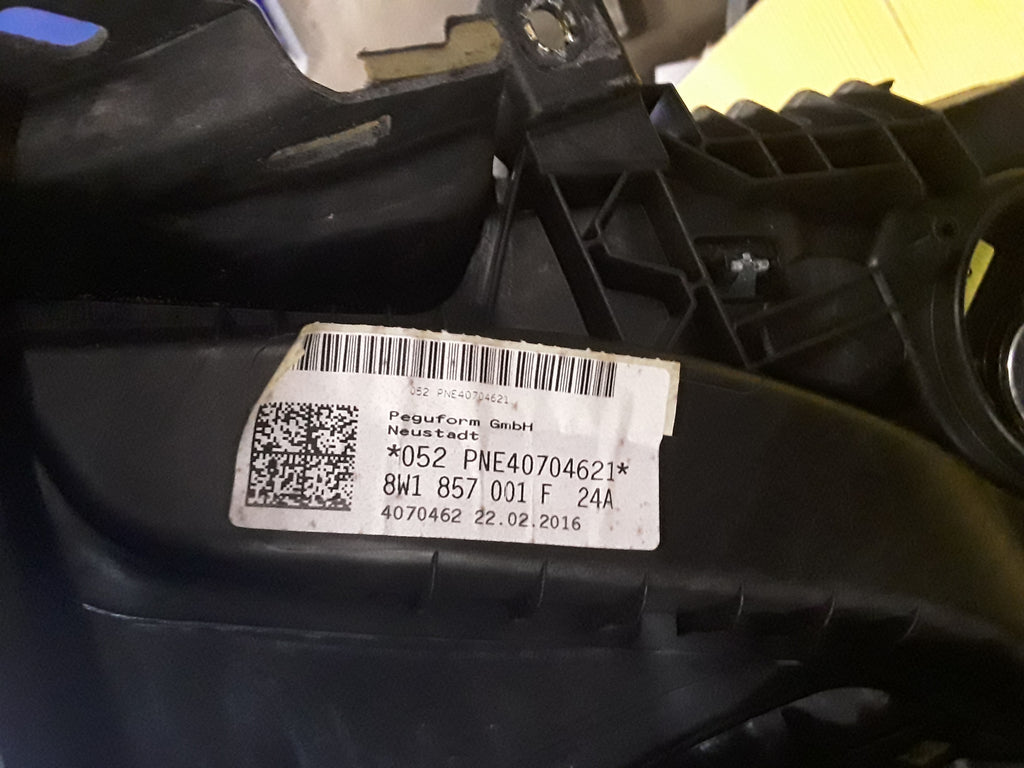 052 PNE40704621
Peguform GmbH
Neustadt
*052 PNE40704621*
8W1 857 001 F 24A
4070462 22.02.2016